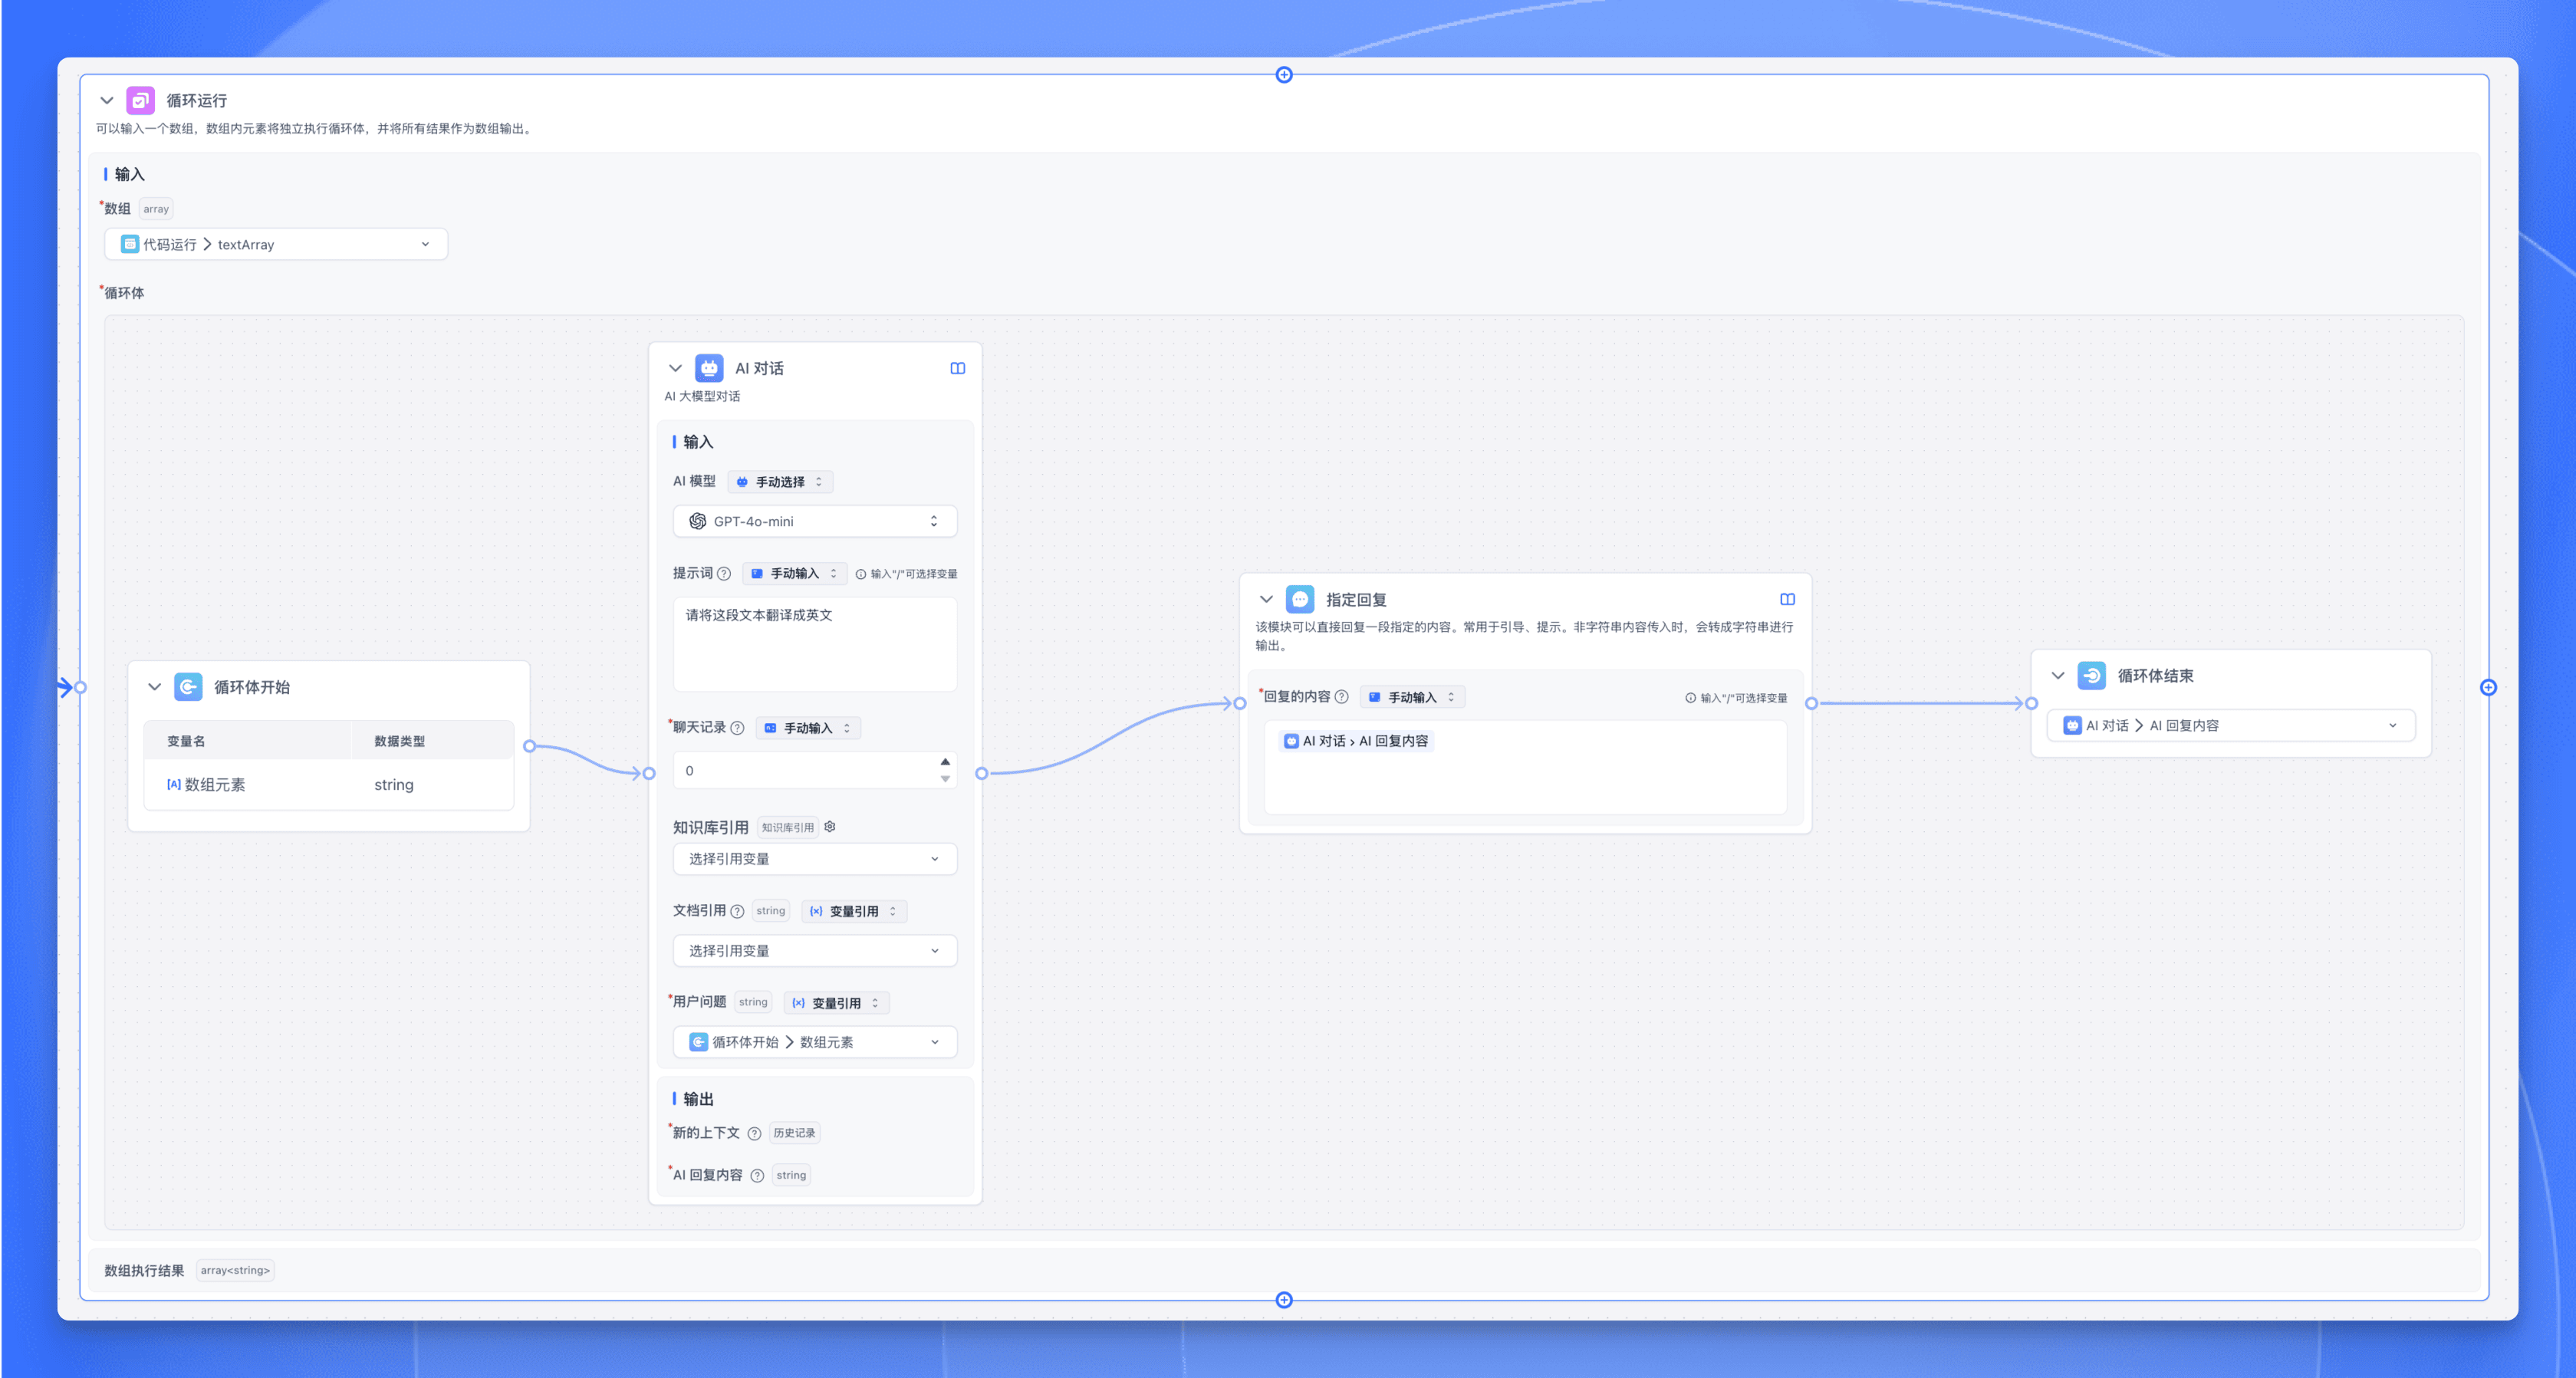 循环运行
可以输入一个数组，数组内元素将独立执行循环体，并将所有结果作为数组输出。
输入
*数组 array
代码运行 > textArray
*循环体
循环体开始
变量名 数据类型
[A] 数组元素 string
AI 对话
AI 大模型对话
输入
AI 模型 手动选择
GPT-4o-mini
提示词 ? T 手动输入 输入"/"可选择变量
请将这段文本翻译成英文
*聊天记录 ? 手动输入
0
知识库引用 知识库引用
选择引用变量
文档引用 ? string (x) 变量引用
选择引用变量
*用户问题 string (x) 变量引用
循环体开始 > 数组元素
输出
*新的上下文 ? 历史记录
*AI 回复内容 ? string
指定回复
该模块可以直接回复一段指定的内容。常用于引导、提示。非字符串内容传入时，会转成字符串进行
输出。
*回复的内容 ? T 手动输入 输入"/"可选择变量
AI 对话 › AI 回复内容
循环体结束
AI 对话 > AI 回复内容
数组执行结果 array<string>